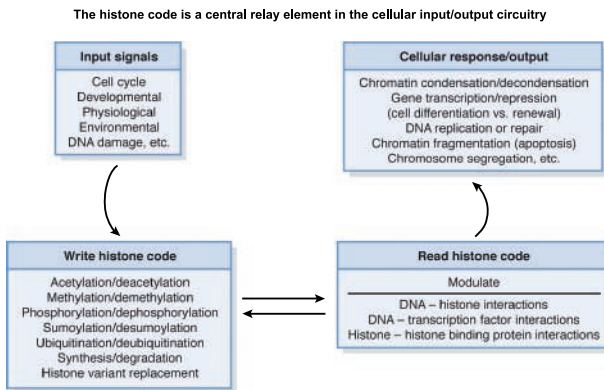 The histone code is a central relay element in the cellular input/output circuitry
Input signals
Cell cycle
Developmental
Physiological
Environmental
DNA damage, etc.
Cellular response/output
Chromatin condensation/decondensation
Gene transcription/repression
(cell differentiation vs. renewal)
DNA replication or repair
Chromatin fragmentation (apoptosis)
Chromosome segregation, etc.
Write histone code
Acetylation/deacetylation
Methylation/demethylation
Phosphorylation/dephosphorylation
Sumoylation/desumoylation
Ubiquitination/deubiquitination
Synthesis/degradation
Histone variant replacement
Read histone code
Modulate
DNA – histone interactions
DNA – transcription factor interactions
Histone – histone binding protein interactions